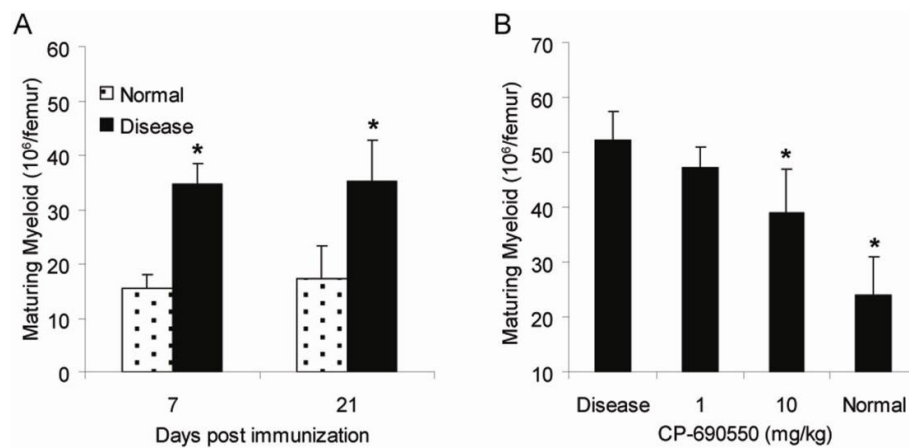 A
Maturing Myeloid (10⁶/femur)
60
50
40
30
20
10
0
Normal
Disease
*
*
7
21
Days post immunization
B
Maturing Myeloid (10⁶/femur)
70
60
50
40
30
20
10
*
*
Disease
1
10
Normal
CP-690550 (mg/kg)